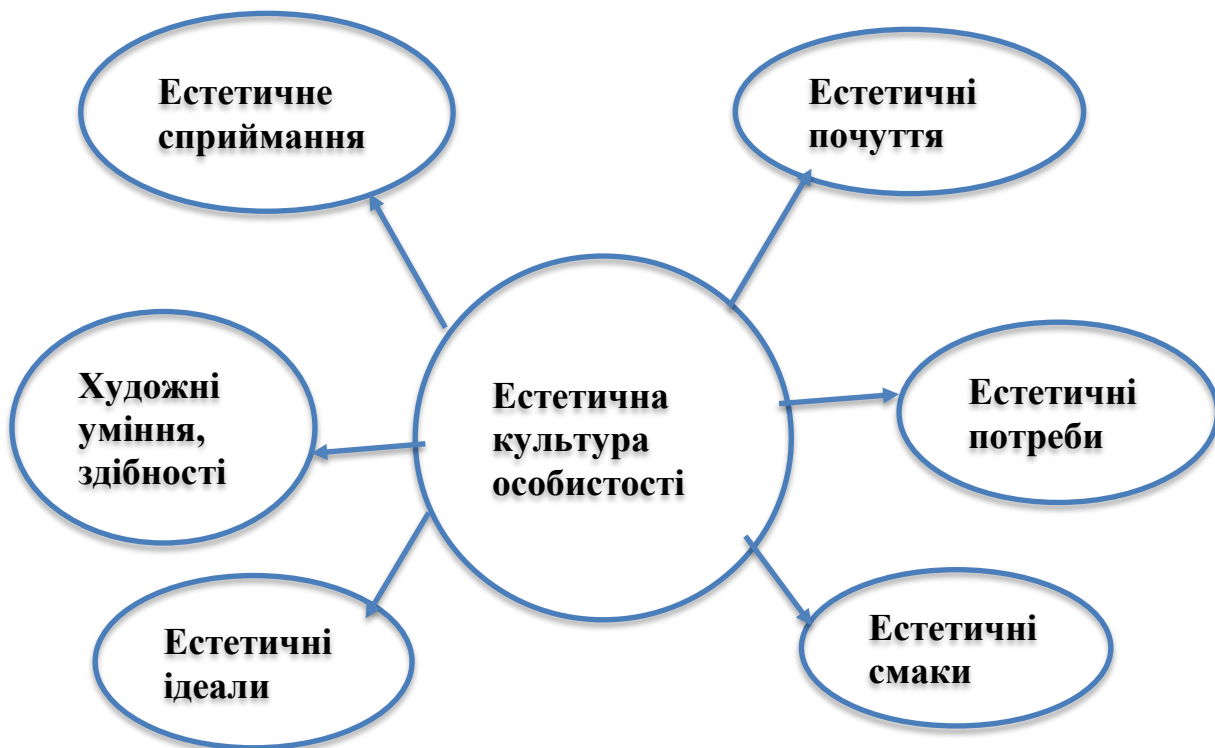 Естетичне
сприймання
Естетичні
почуття
Художні
уміння,
здібності
Естетична
культура
особистості
Естетичні
потреби
Естетичні
ідеали
Естетичні
смаки